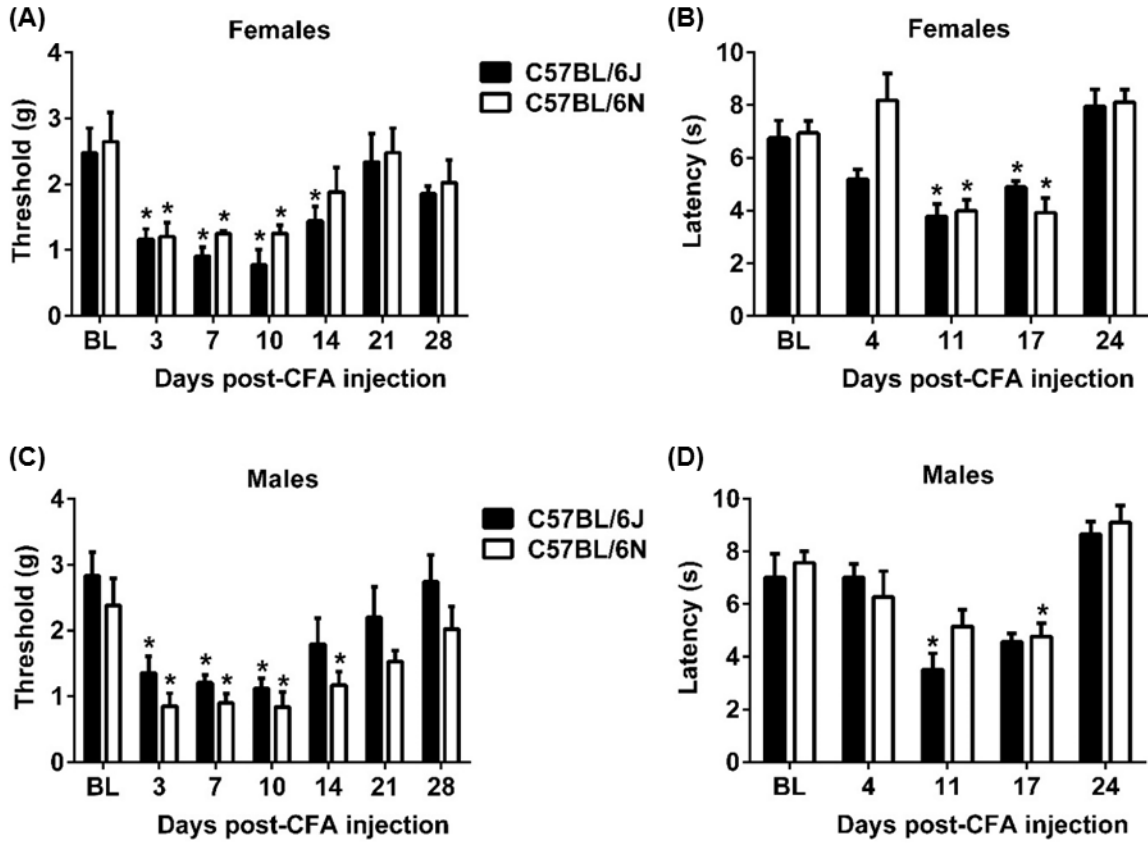 (A)
Females
4
3
2
1
0
Threshold (g)
C57BL/6J
C57BL/6N
* * * * * * *
BL 3 7 10 14 21 28
Days post-CFA injection
(B)
Females
10
8
6
4
2
0
Latency (s)
* * * *
BL 4 11 17 24
Days post-CFA injection
(C)
Males
4
3
2
1
0
Threshold (g)
C57BL/6J
C57BL/6N
* * * * * * *
BL 3 7 10 14 21 28
Days post-CFA injection
(D)
Males
10
8
6
4
2
0
Latency (s)
* *
BL 4 11 17 24
Days post-CFA injection